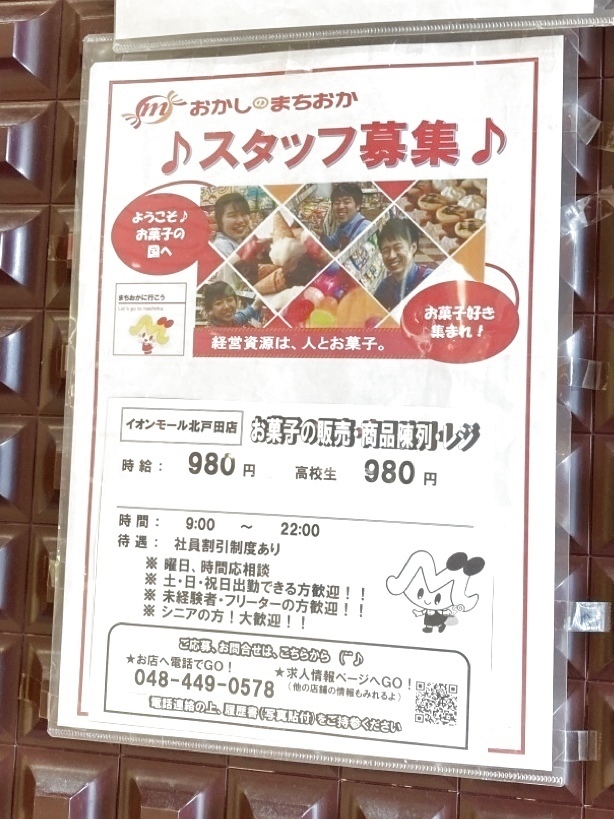 m おかしのまちおか
♪スタッフ募集♪
ようこそ♪
お菓子の
国へ
まちおかに行こう
Let's go to machioka
お菓子好き
集まれ！
経営資源は、人とお菓子。
イオンモール北戸田店 お菓子の販売・商品陳列・レジ
時給： 980 円 高校生 980 円
時間： 9:00 ～ 22:00
待遇： 社員割引制度あり
※ 曜日、時間応相談
※ 土・日・祝日出勤できる方歓迎！！
※ 未経験者・フリーターの方歓迎！！
※ シニアの方！大歓迎！！
ご応募、お問合せは、こちらから (^^♪
★お店へ電話でGO！
048-449-0578
★求人情報ページへGO！
（他の店舗の情報もみれるよ）
電話連絡の上、履歴書（写真貼付）をご持参ください